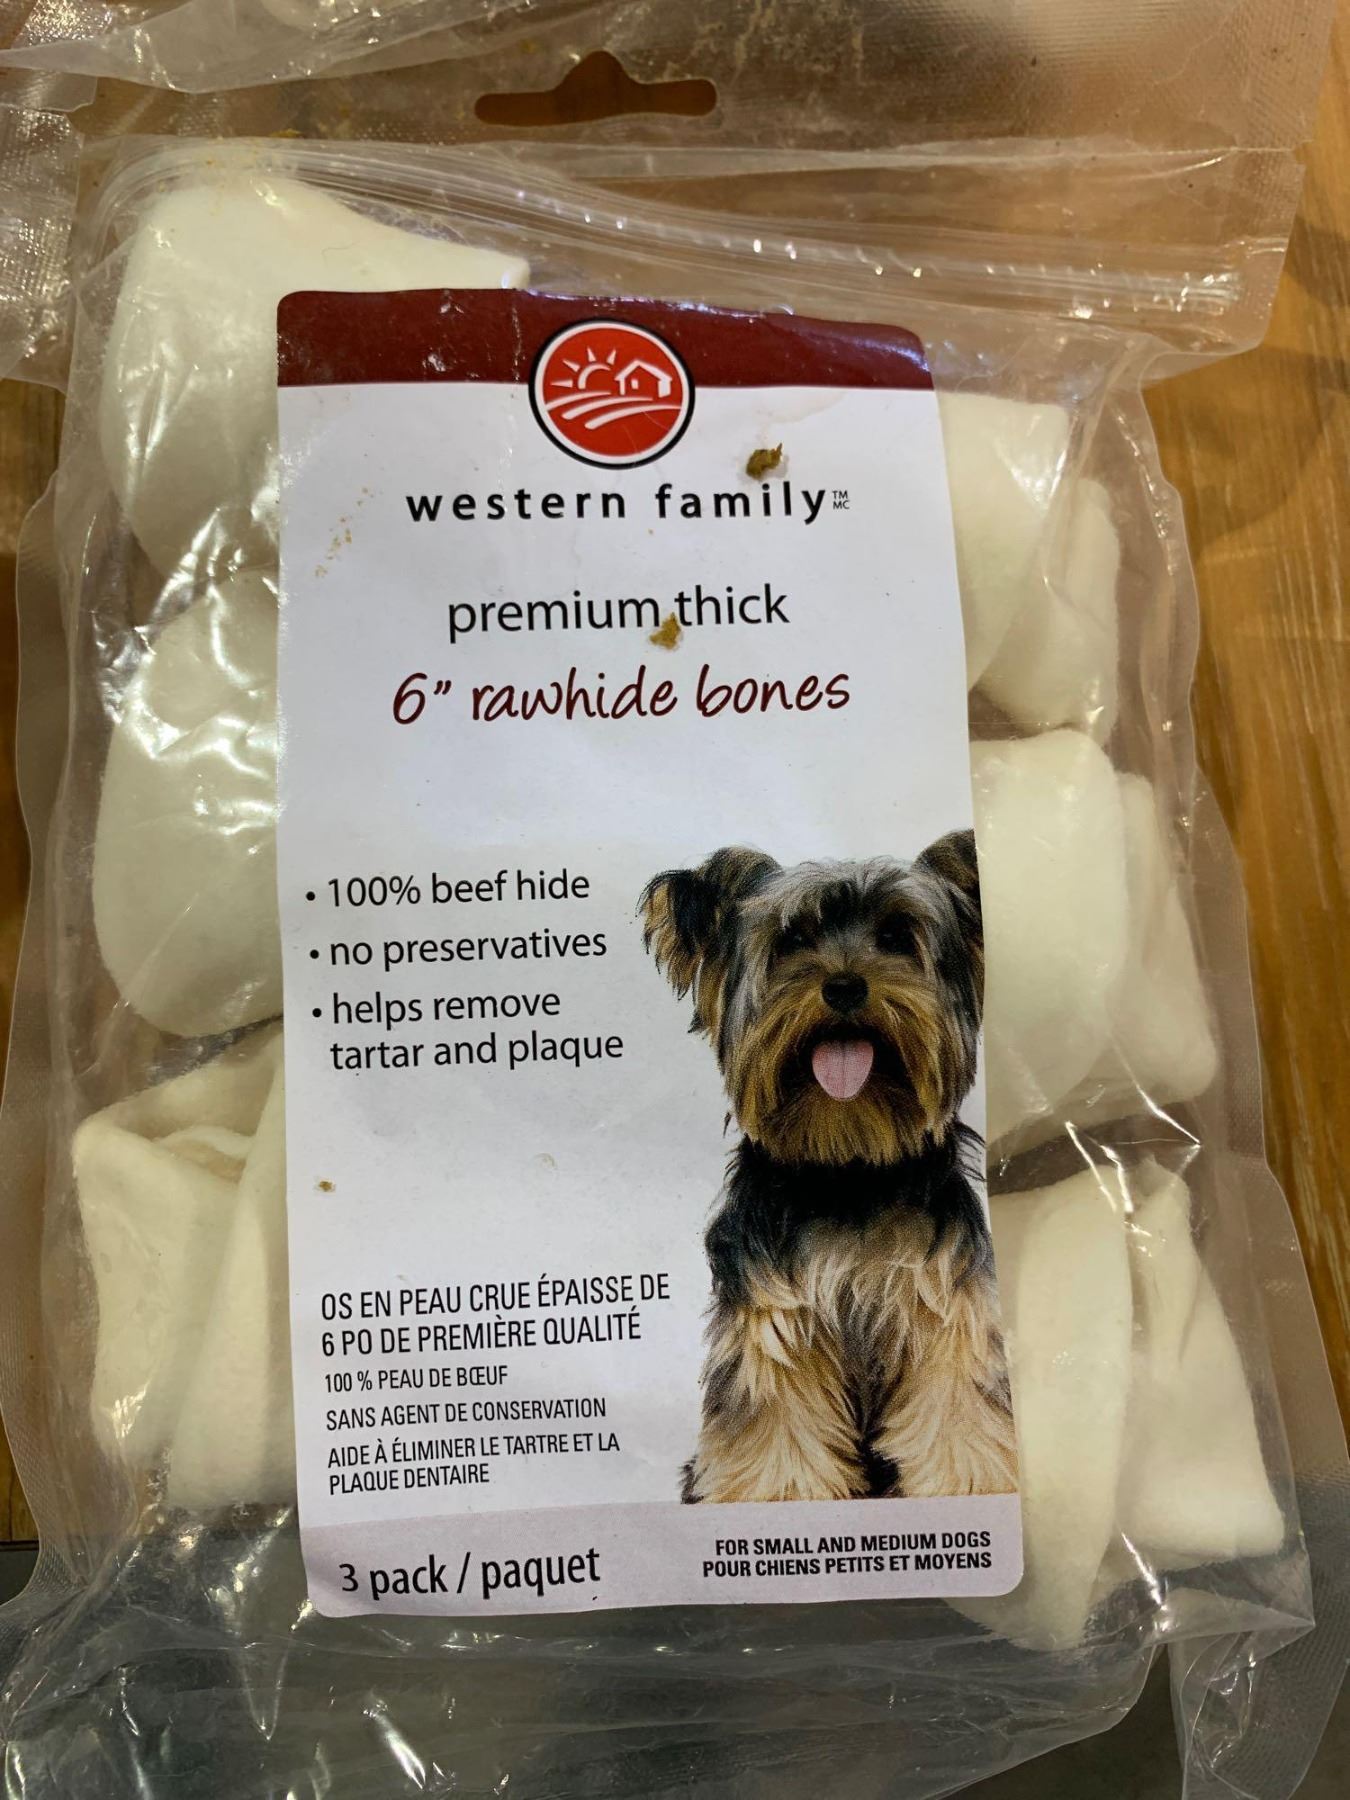 western family™ MC
premium thick
6” rawhide bones
• 100% beef hide
• no preservatives
• helps remove
tartar and plaque
OS EN PEAU CRUE ÉPAISSE DE
6 PO DE PREMIÈRE QUALITÉ
100 % PEAU DE BŒUF
SANS AGENT DE CONSERVATION
AIDE À ÉLIMINER LE TARTRE ET LA
PLAQUE DENTAIRE
3 pack / paquet
FOR SMALL AND MEDIUM DOGS
POUR CHIENS PETITS ET MOYENS